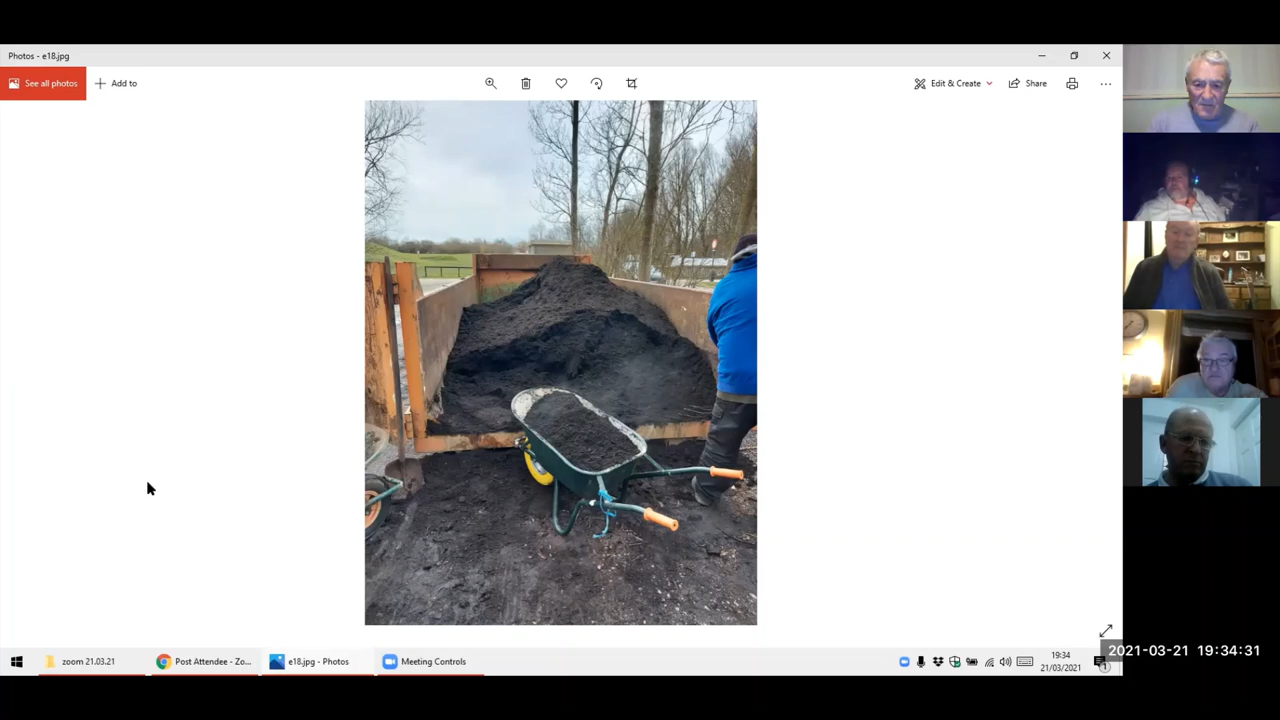 Photos - e18.jpg
See all photos
Add to
Edit & Create
Share
zoom 21.03.21
Post Attendee - Zo...
e18.jpg - Photos
Meeting Controls
19:34
21/03/2021
1
2021-03-21 19:34:31